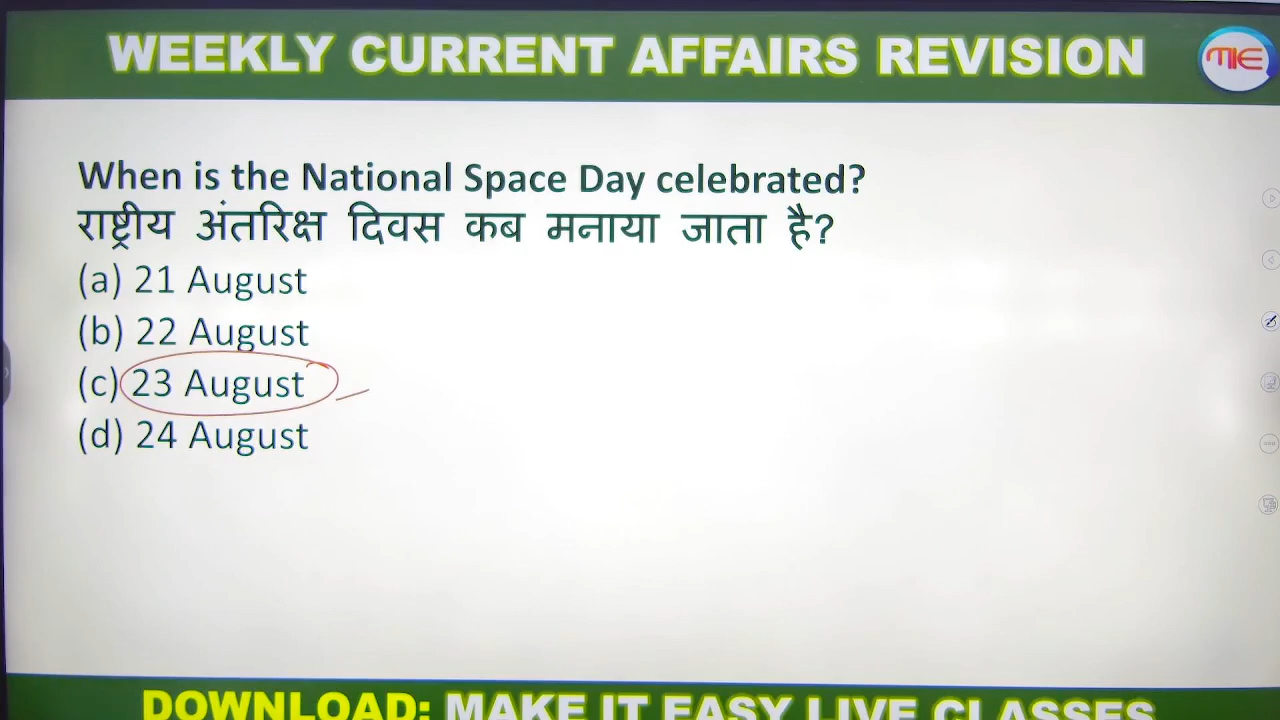 WEEKLY CURRENT AFFAIRS REVISION
MIE
When is the National Space Day celebrated?
राष्ट्रीय अंतरिक्ष दिवस कब मनाया जाता है?
(a) 21 August
(b) 22 August
(c) 23 August
(d) 24 August
DOWNLOAD: MAKE IT EASY LIVE CLASSES